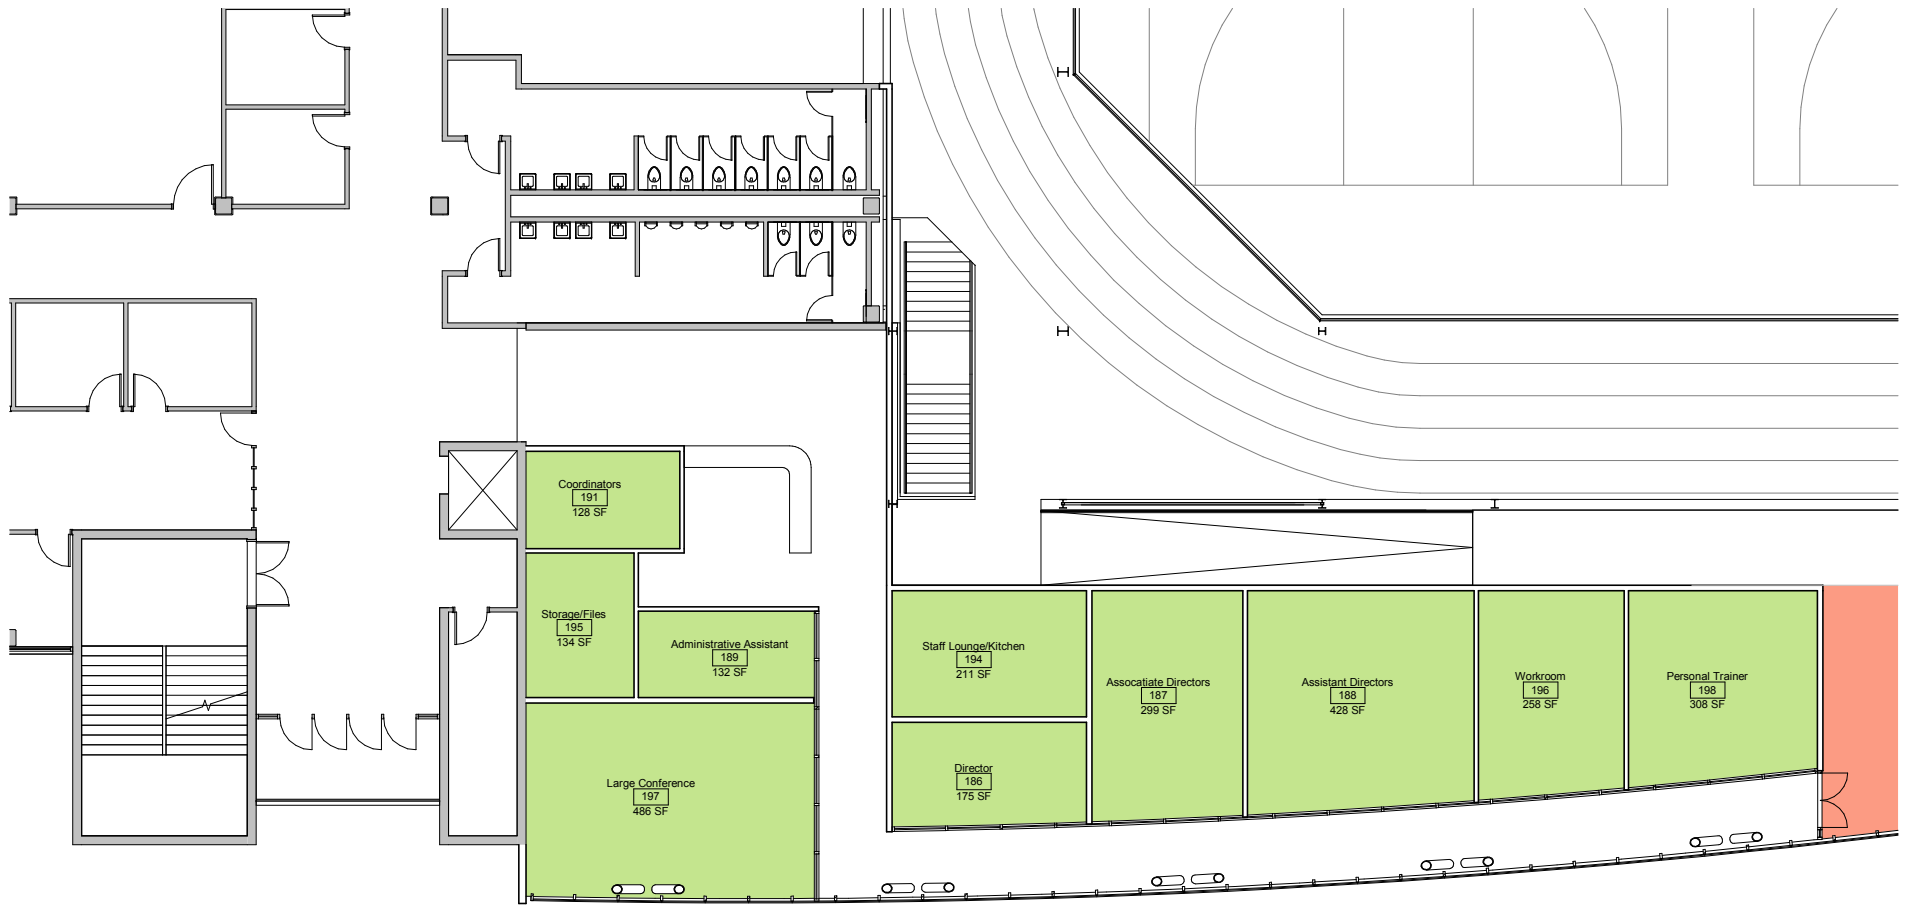 Coordinators
191
128 SF
Storage/Files
195
134 SF
Administrative Assistant
189
132 SF
Large Conference
197
486 SF
Staff Lounge/Kitchen
194
211 SF
Director
186
175 SF
Assocatiate Directors
187
299 SF
Assistant Directors
188
428 SF
Workroom
196
258 SF
Personal Trainer
198
308 SF